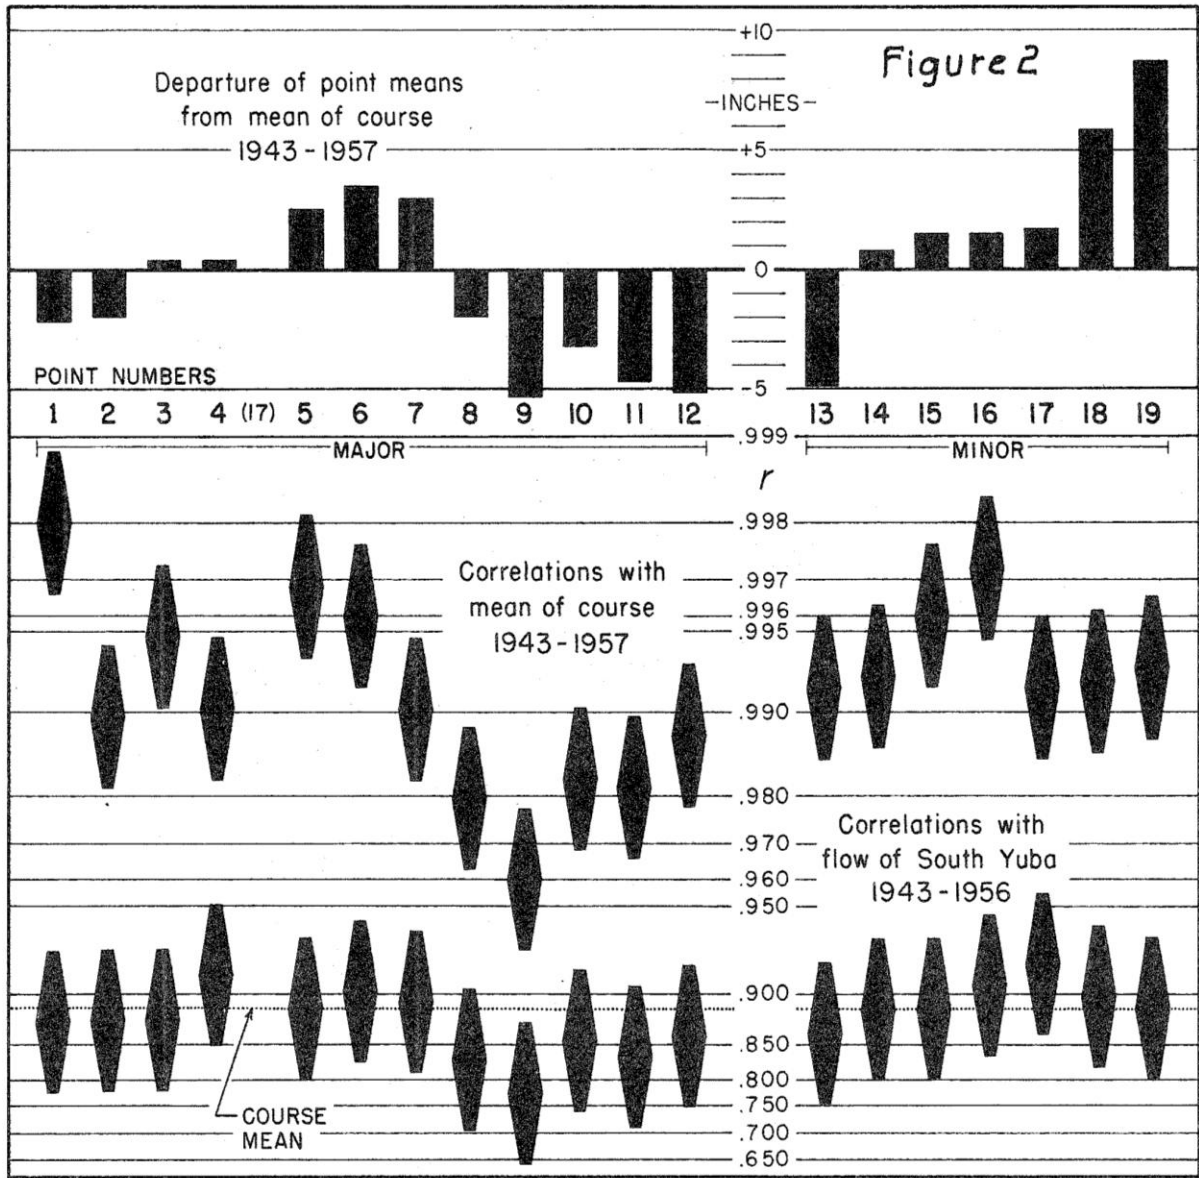 +10
Figure 2
Departure of point means
from mean of course
1943-1957
-INCHES-
+5
0
POINT NUMBERS
-5
1 2 3 4 (17) 5 6 7 8 9 10 11 12 13 14 15 16 17 18 19
.999
MAJOR
MINOR
r
.998
.997
.996
.995
Correlations with
mean of course
1943-1957
.990
.980
.970
.960
.950
Correlations with
flow of South Yuba
1943-1956
.900
.850
.800
.750
.700
.650
COURSE
MEAN